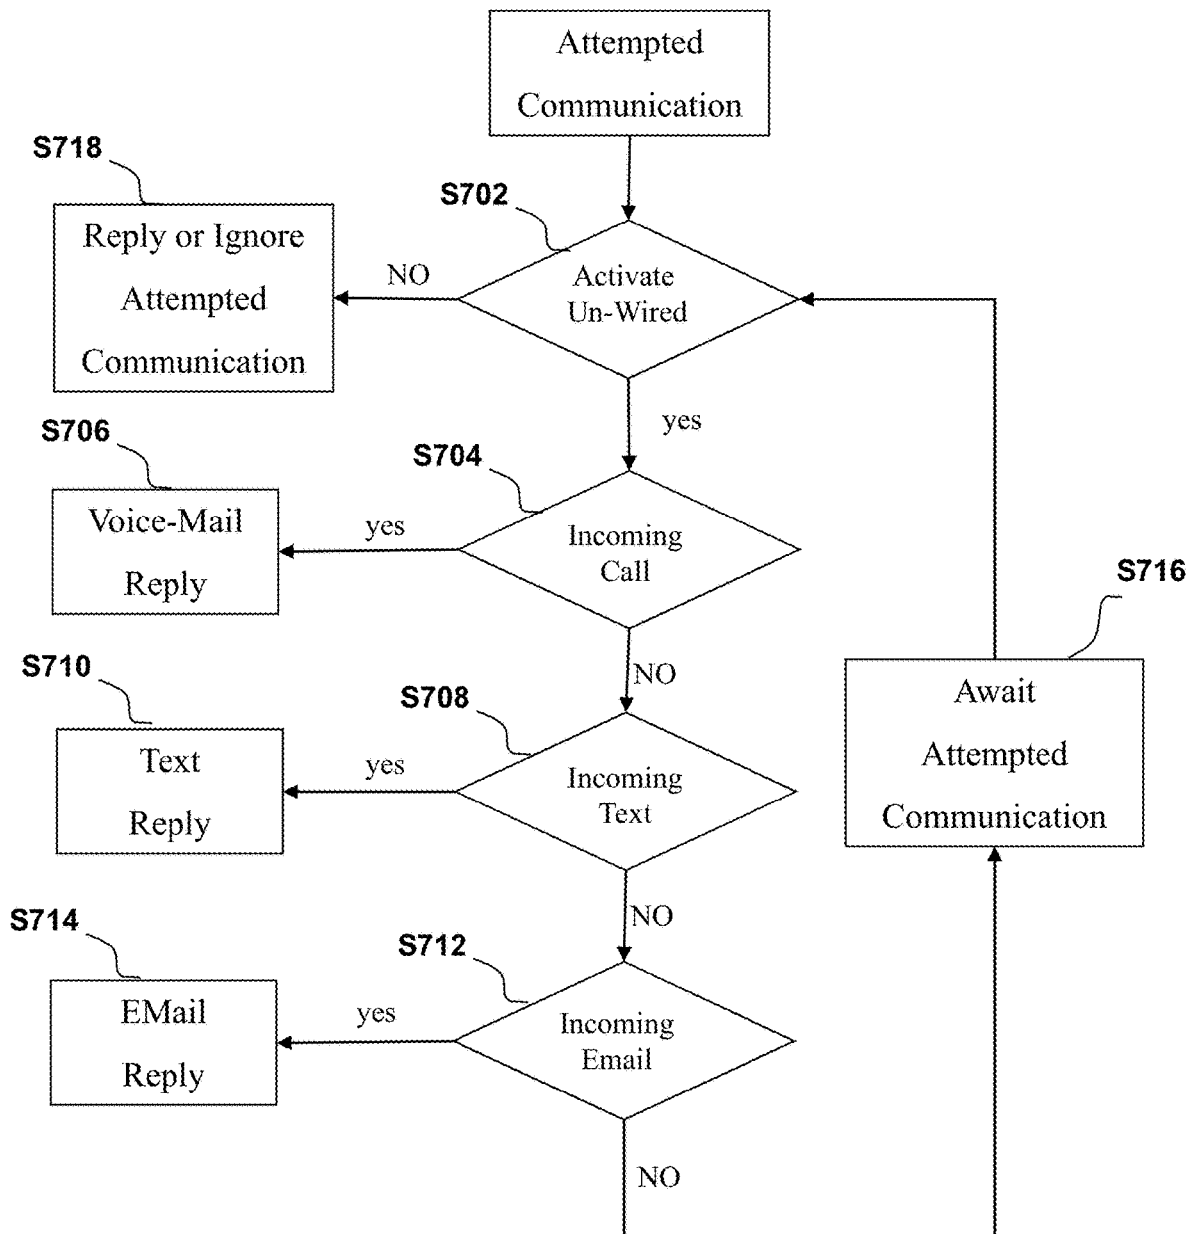 Attempted
Communication
S718
S702
Reply or Ignore
Attempted
Communication
NO
Activate
Un-Wired
yes
S706
S704
Voice-Mail
Reply
yes
Incoming
Call
S716
NO
S710
S708
Await
Attempted
Communication
Text
Reply
yes
Incoming
Text
NO
S714
S712
EMail
Reply
yes
Incoming
Email
NO